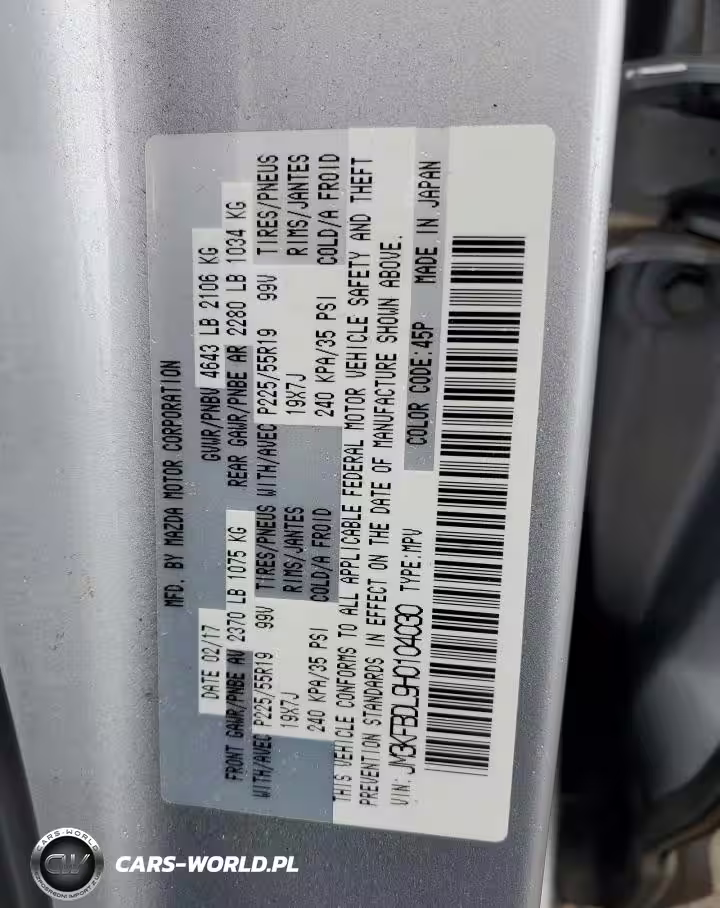 MFD. BY MAZDA MOTOR CORPORATION
DATE 02/17 GVWR/PNBV 4643 LB 2106 KG
FRONT GAWR/PNBE AV 2370 LB 1075 KG REAR GAWR/PNBE AR 2280 LB 1034 KG
WITH/AVEC P225/55R19 99V TIRES/PNEUS WITH/AVEC P225/55R19 99V TIRES/PNEUS
19X7J RIMS/JANTES 19X7J RIMS/JANTES
240 KPA/35 PSI COLD/A FROID 240 KPA/35 PSI COLD/A FROID
THIS VEHICLE CONFORMS TO ALL APPLICABLE FEDERAL MOTOR VEHICLE SAFETY AND THEFT
PREVENTION STANDARDS IN EFFECT ON THE DATE OF MANUFACTURE SHOWN ABOVE.
VIN: JM3KFBDL9H0104030 TYPE:MPV COLOR CODE:45P MADE IN JAPAN
CARS-WORLD
CW
CARS-WORLD.PL